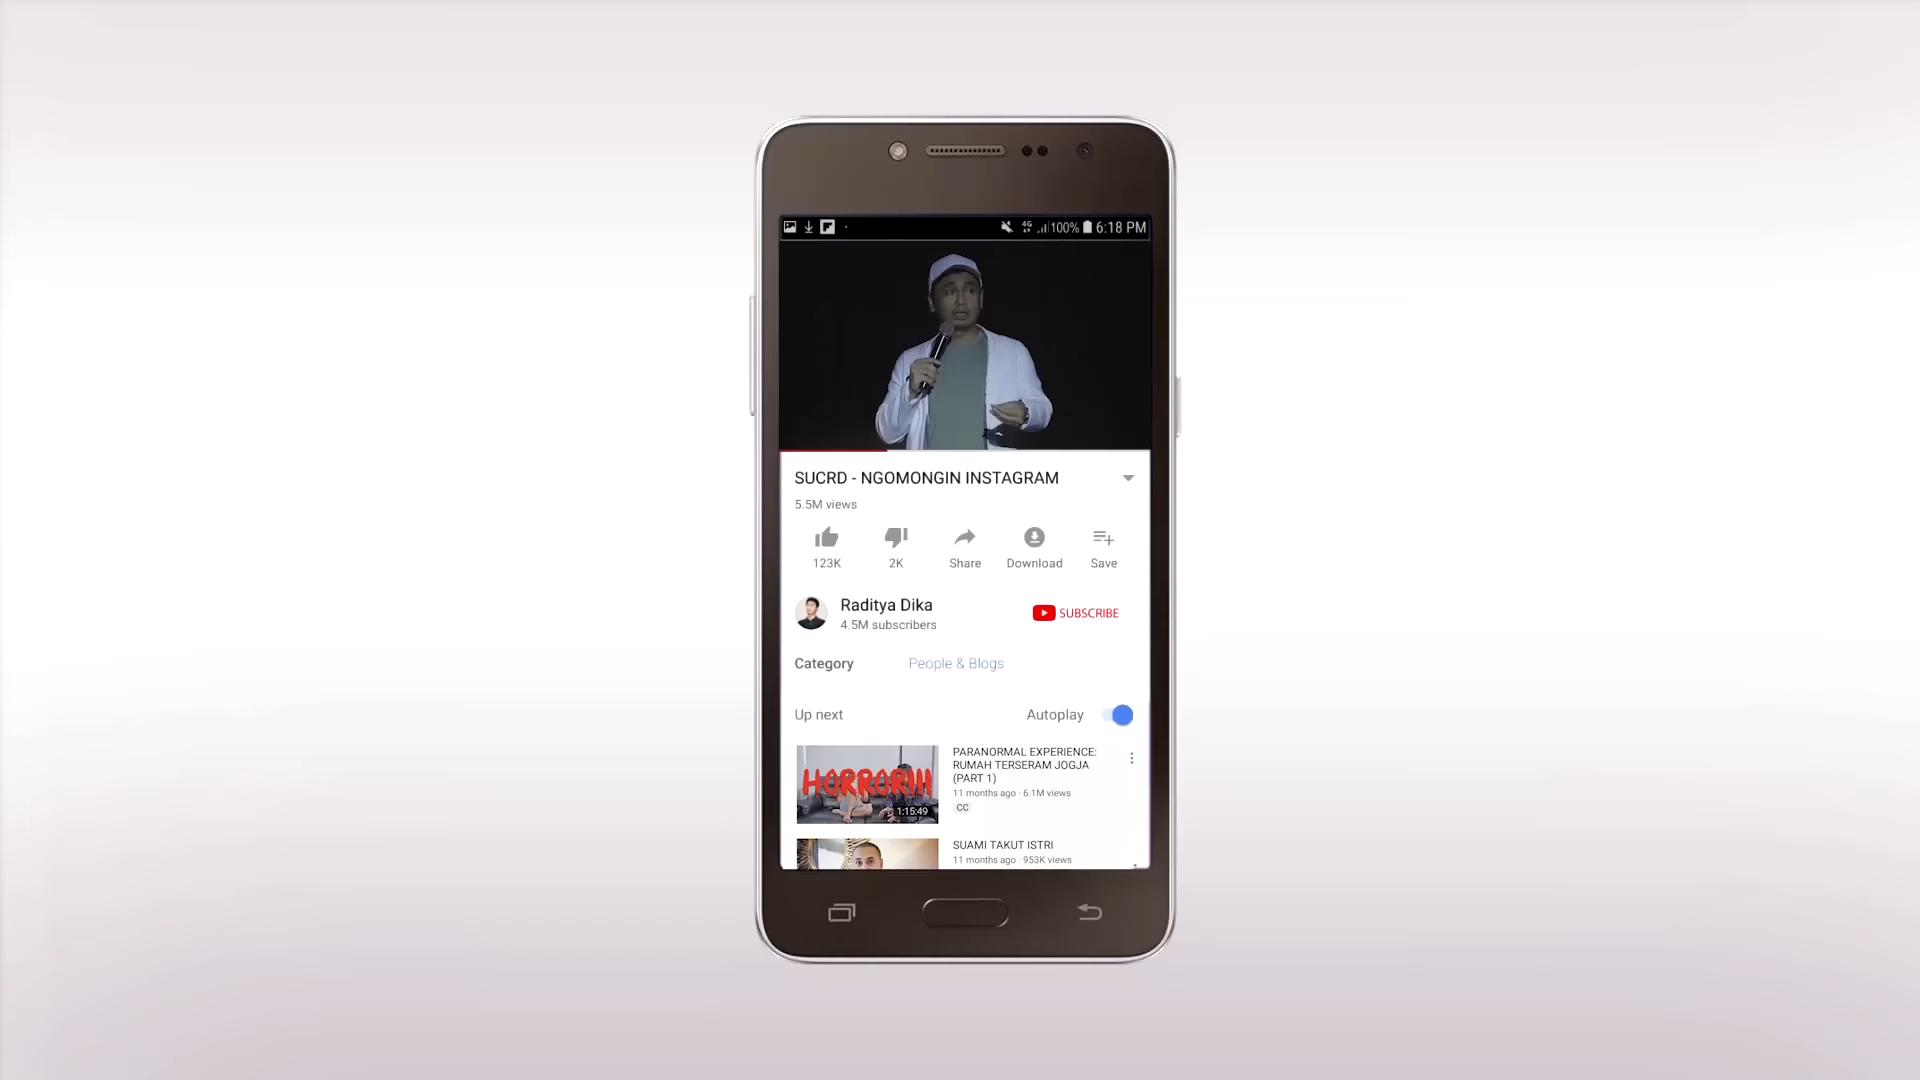 4G 100% 6:18 PM
SUCRD - NGOMONGIN INSTAGRAM
5.5M views
123K 2K Share Download Save
Raditya Dika
4.5M subscribers
SUBSCRIBE
Category People & Blogs
Up next Autoplay
HORROR!!!
1:15:49
PARANORMAL EXPERIENCE:
RUMAH TERSERAM JOGJA
(PART 1)
11 months ago · 6.1M views
CC
SUAMI TAKUT ISTRI
11 months ago · 953K views